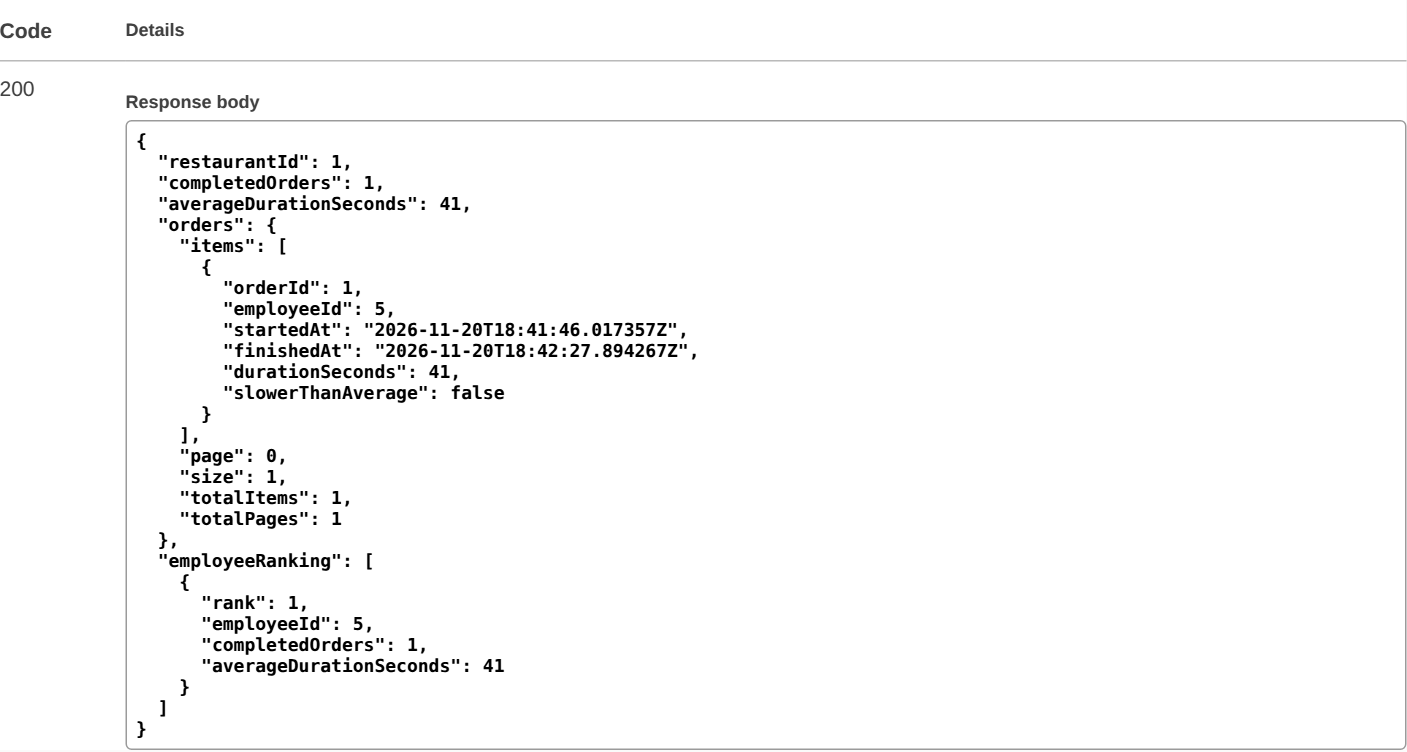 Code Details
200
Response body
{
  "restaurantId": 1,
  "completedOrders": 1,
  "averageDurationSeconds": 41,
  "orders": {
    "items": [
      {
        "orderId": 1,
        "employeeId": 5,
        "startedAt": "2026-11-20T18:41:46.017357Z",
        "finishedAt": "2026-11-20T18:42:27.894267Z",
        "durationSeconds": 41,
        "slowerThanAverage": false
      }
    ],
    "page": 0,
    "size": 1,
    "totalItems": 1,
    "totalPages": 1
  },
  "employeeRanking": [
    {
      "rank": 1,
      "employeeId": 5,
      "completedOrders": 1,
      "averageDurationSeconds": 41
    }
  ]
}